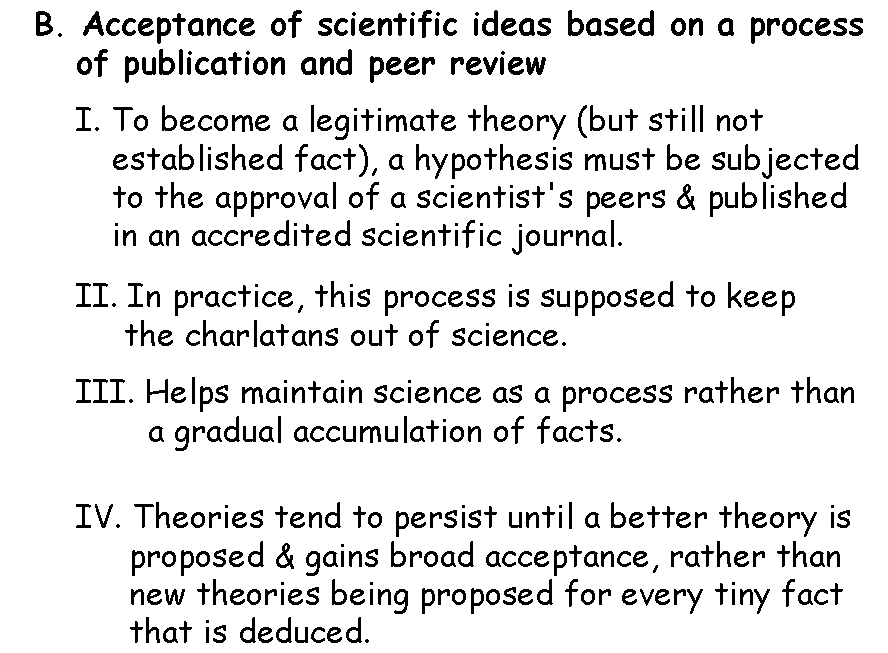 B. Acceptance of scientific ideas based on a process
of publication and peer review
I. To become a legitimate theory (but still not
established fact), a hypothesis must be subjected
to the approval of a scientist's peers & published
in an accredited scientific journal.
II. In practice, this process is supposed to keep
the charlatans out of science.
III. Helps maintain science as a process rather than
a gradual accumulation of facts.
IV. Theories tend to persist until a better theory is
proposed & gains broad acceptance, rather than
new theories being proposed for every tiny fact
that is deduced.